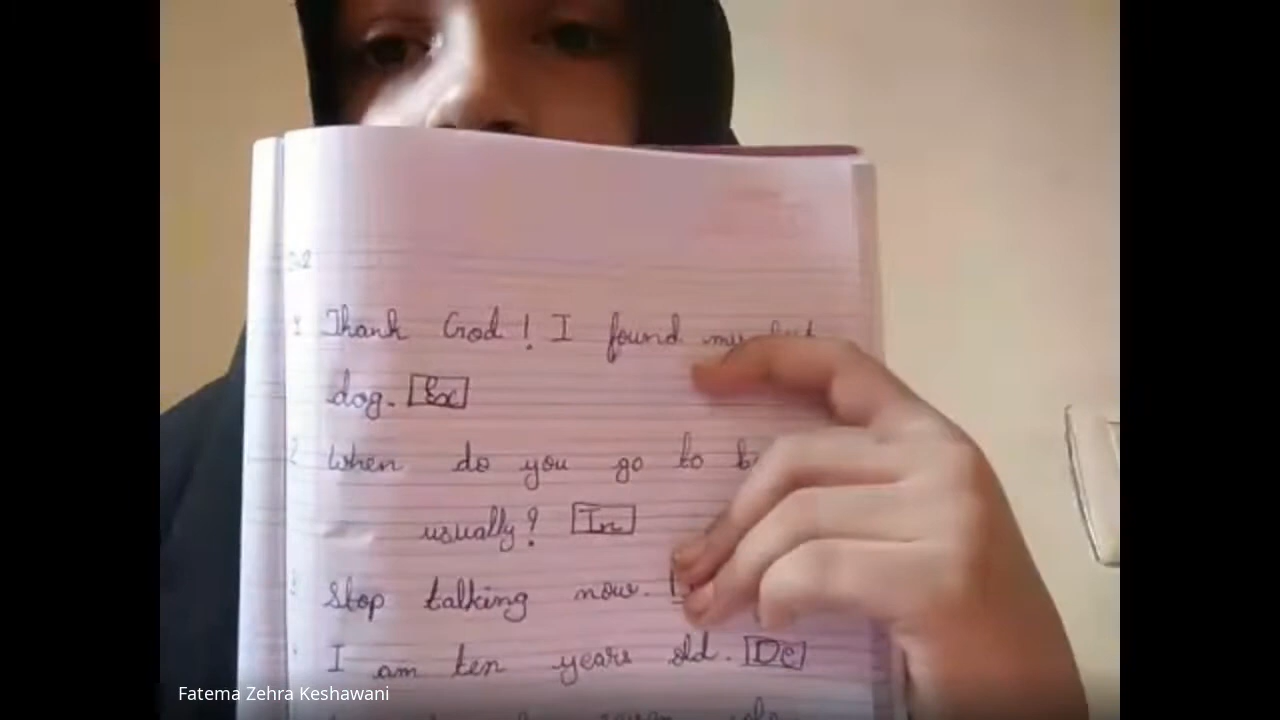 Thank God! I found my
dog. Ex
When do you go to
usually? In
Stop talking now.
I am ten years old. De
Fatema Zehra Keshawani